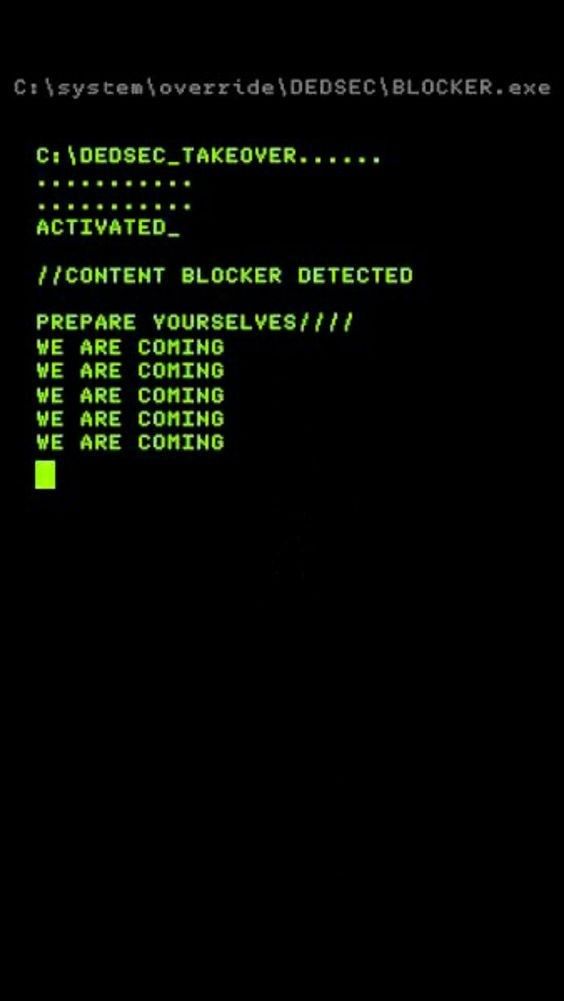 C:\system\override\DEDSEC\BLOCKER.exe
C:\DEDSEC_TAKEOVER......
...........
...........
ACTIVATED_
//CONTENT BLOCKER DETECTED
PREPARE YOURSELVES////
WE ARE COMING
WE ARE COMING
WE ARE COMING
WE ARE COMING
WE ARE COMING